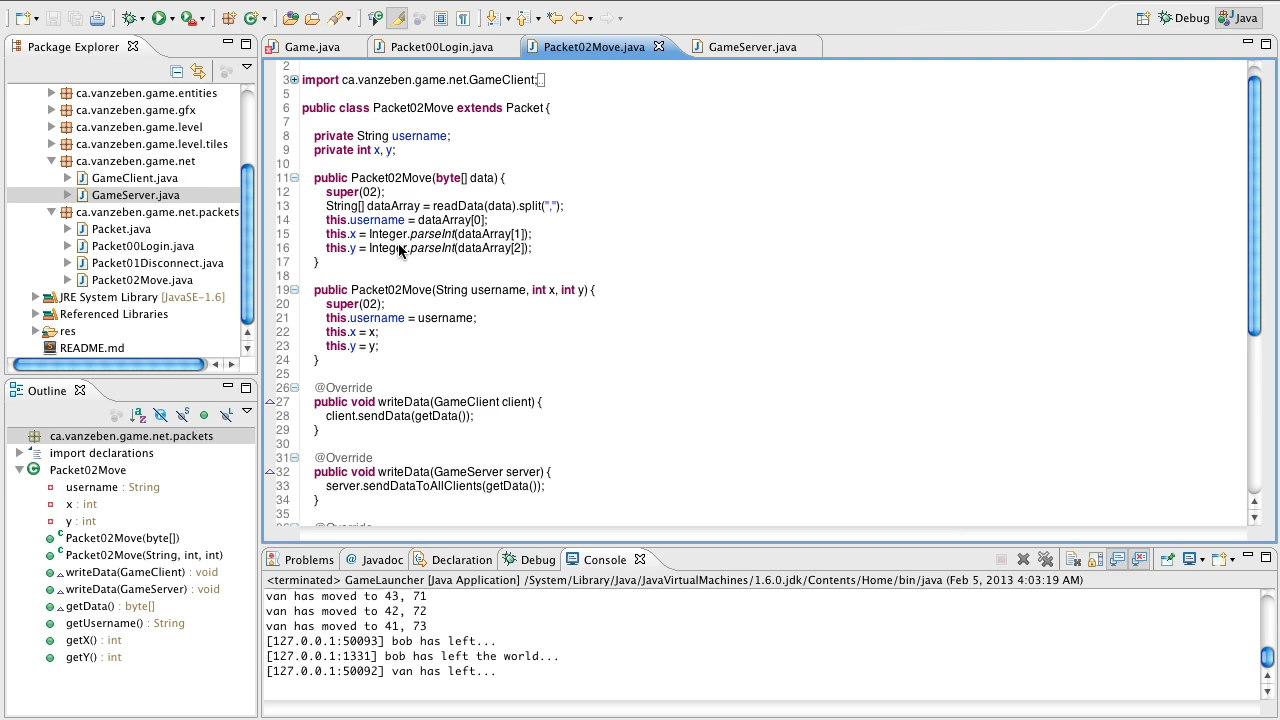 Debug
Java
Package Explorer
ca.vanzeben.game.entities
ca.vanzeben.game.gfx
ca.vanzeben.game.level
ca.vanzeben.game.level.tiles
ca.vanzeben.game.net
GameClient.java
GameServer.java
ca.vanzeben.game.net.packets
Packet.java
Packet00Login.java
Packet01Disconnect.java
Packet02Move.java
JRE System Library [JavaSE-1.6]
Referenced Libraries
res
README.md
Outline
ca.vanzeben.game.net.packets
import declarations
Packet02Move
username : String
x : int
y : int
Packet02Move(byte[])
Packet02Move(String, int, int)
writeData(GameClient) : void
writeData(GameServer) : void
getData() : byte[]
getUsername() : String
getX() : int
getY() : int
Game.java
Packet00Login.java
Packet02Move.java
GameServer.java
2
3 import ca.vanzeben.game.net.GameClient;
5
6 public class Packet02Move extends Packet {
7
8 private String username;
9 private int x, y;
10
11 public Packet02Move(byte[] data) {
12 super(02);
13 String[] dataArray = readData(data).split(",");
14 this.username = dataArray[0];
15 this.x = Integer.parseInt(dataArray[1]);
16 this.y = Integer.parseInt(dataArray[2]);
17 }
18
19 public Packet02Move(String username, int x, int y) {
20 super(02);
21 this.username = username;
22 this.x = x;
23 this.y = y;
24 }
25
26 @Override
27 public void writeData(GameClient client) {
28 client.sendData(getData());
29 }
30
31 @Override
32 public void writeData(GameServer server) {
33 server.sendDataToAllClients(getData());
34 }
35
Problems
Javadoc
Declaration
Debug
Console
<terminated> GameLauncher [Java Application] /System/Library/Java/JavaVirtualMachines/1.6.0.jdk/Contents/Home/bin/java (Feb 5, 2013 4:03:19 AM)
van has moved to 43, 71
van has moved to 42, 72
van has moved to 41, 73
[127.0.0.1:50093] bob has left...
[127.0.0.1:1331] bob has left the world...
[127.0.0.1:50092] van has left...